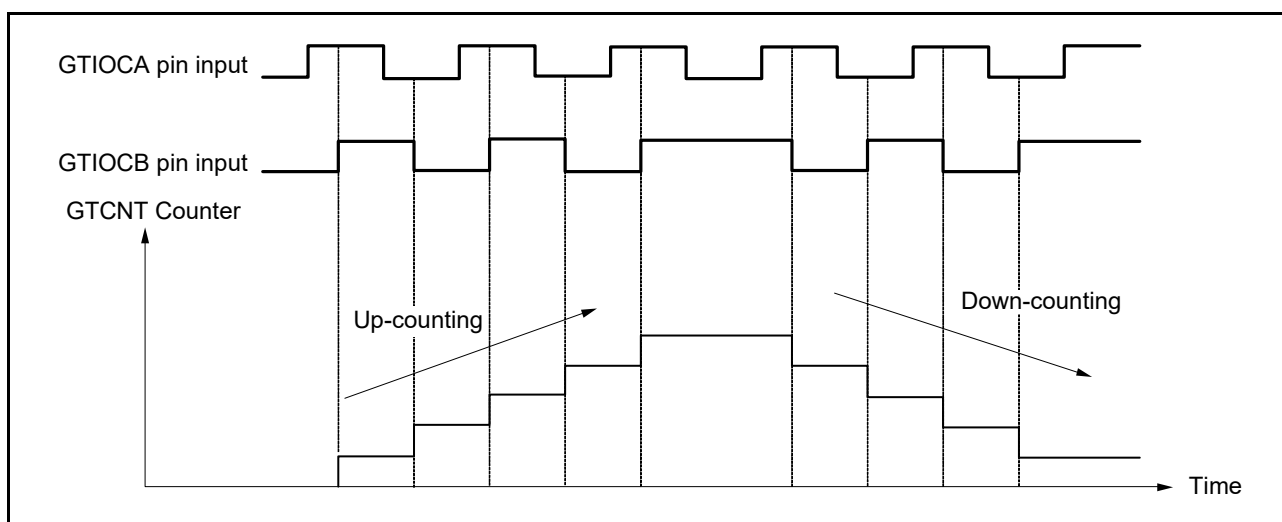 GTIOCA pin input
GTIOCB pin input
GTCNT Counter
Up-counting
Down-counting
Time